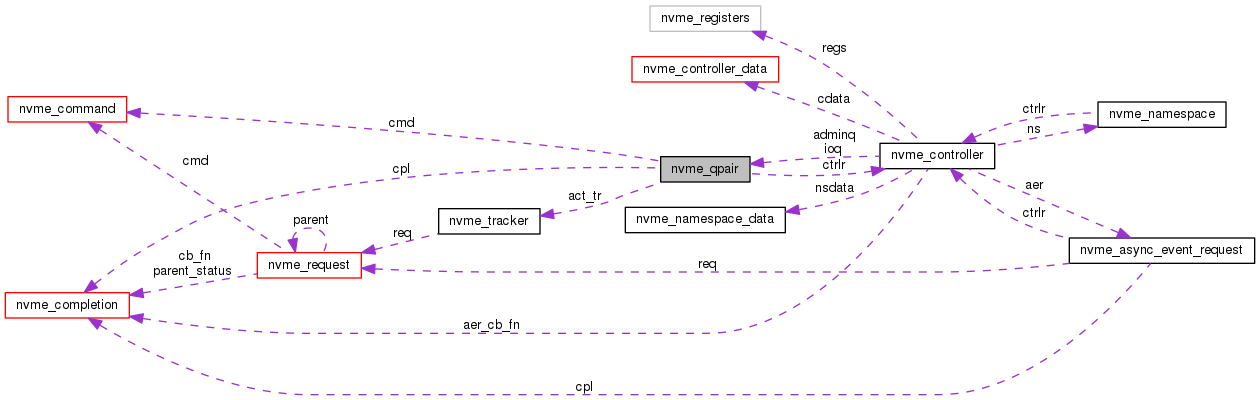 nvme_registers
regs
nvme_controller_data
cdata
nvme_command
cmd
ctrlr
nvme_namespace
ns
adminq
ioq
nvme_controller
cmd
cpl
nvme_qpair
ctrlr
nsdata
aer
act_tr
parent
nvme_tracker
nvme_namespace_data
ctrlr
req
nvme_async_event_request
cb_fn
parent_status
nvme_request
req
nvme_completion
aer_cb_fn
cpl